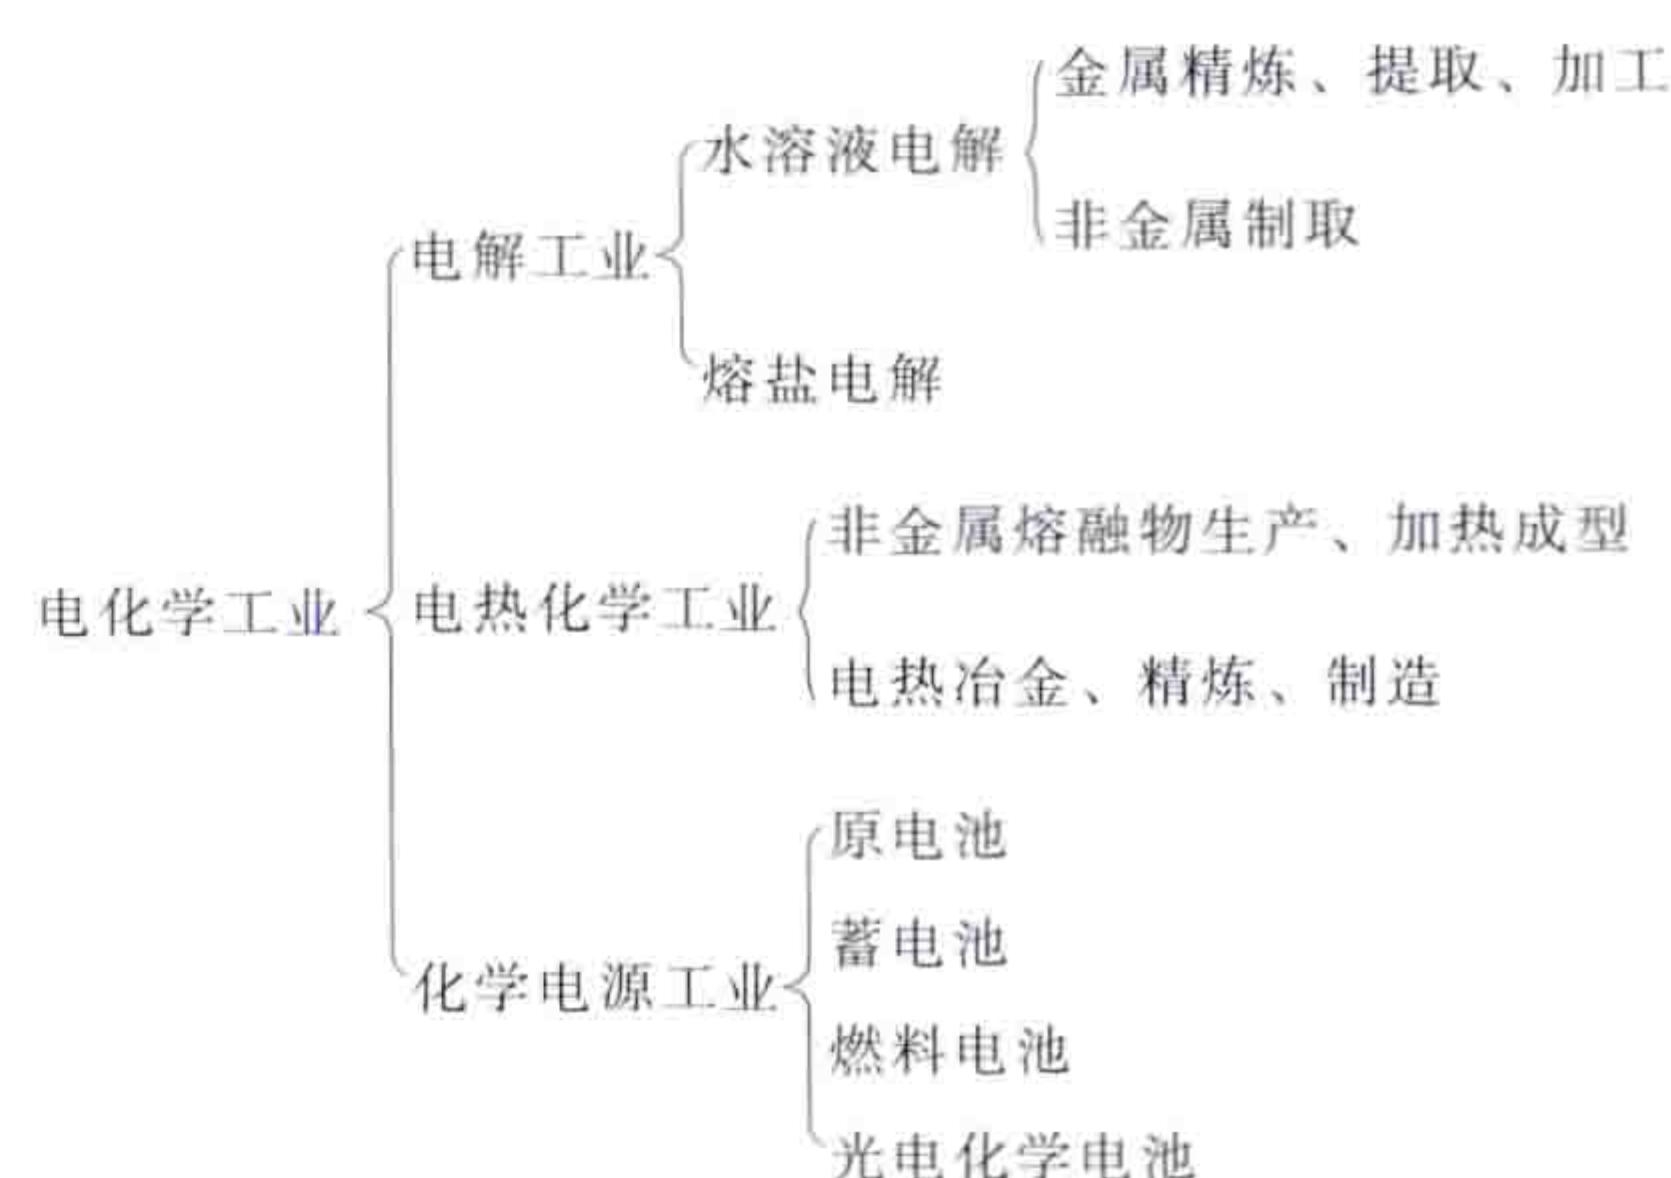 金属精炼、提取、加工
水溶液电解
非金属制取
电解工业
熔盐电解
非金属熔融物生产、加热成型
电化学工业
电热化学工业
电热冶金、精炼、制造
原电池
蓄电池
化学电源工业
燃料电池
光电化学电池